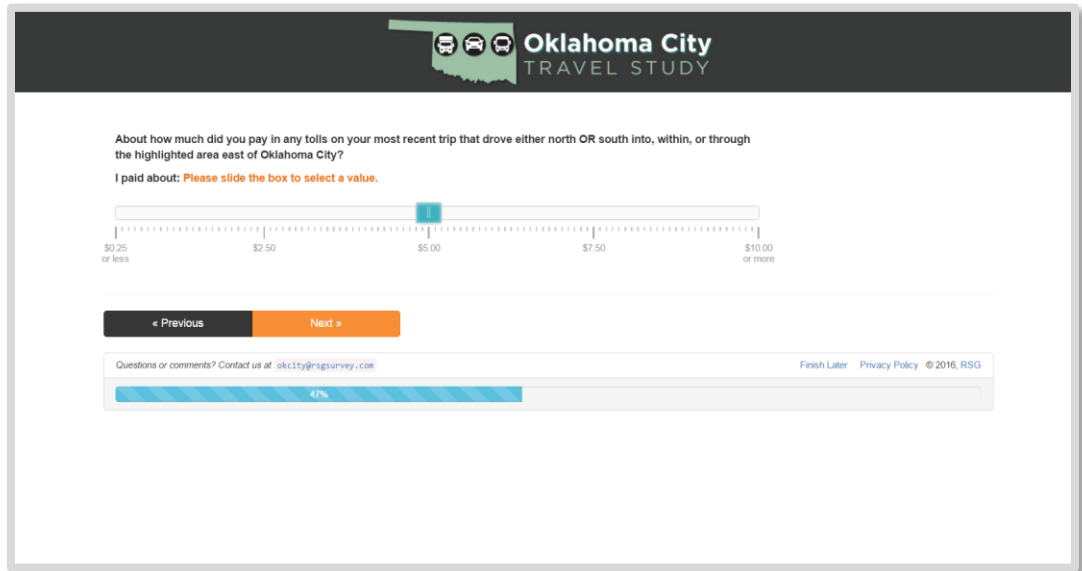 Oklahoma City
TRAVEL STUDY
About how much did you pay in any tolls on your most recent trip that drove either north OR south into, within, or through
the highlighted area east of Oklahoma City?
I paid about: Please slide the box to select a value.
$0.25 $2.50 $5.00 $7.50 $10.00
or less or more
« Previous Next »
Questions or comments? Contact us at okcity@rsgsurvey.com Finish Later Privacy Policy © 2016, RSG
47%